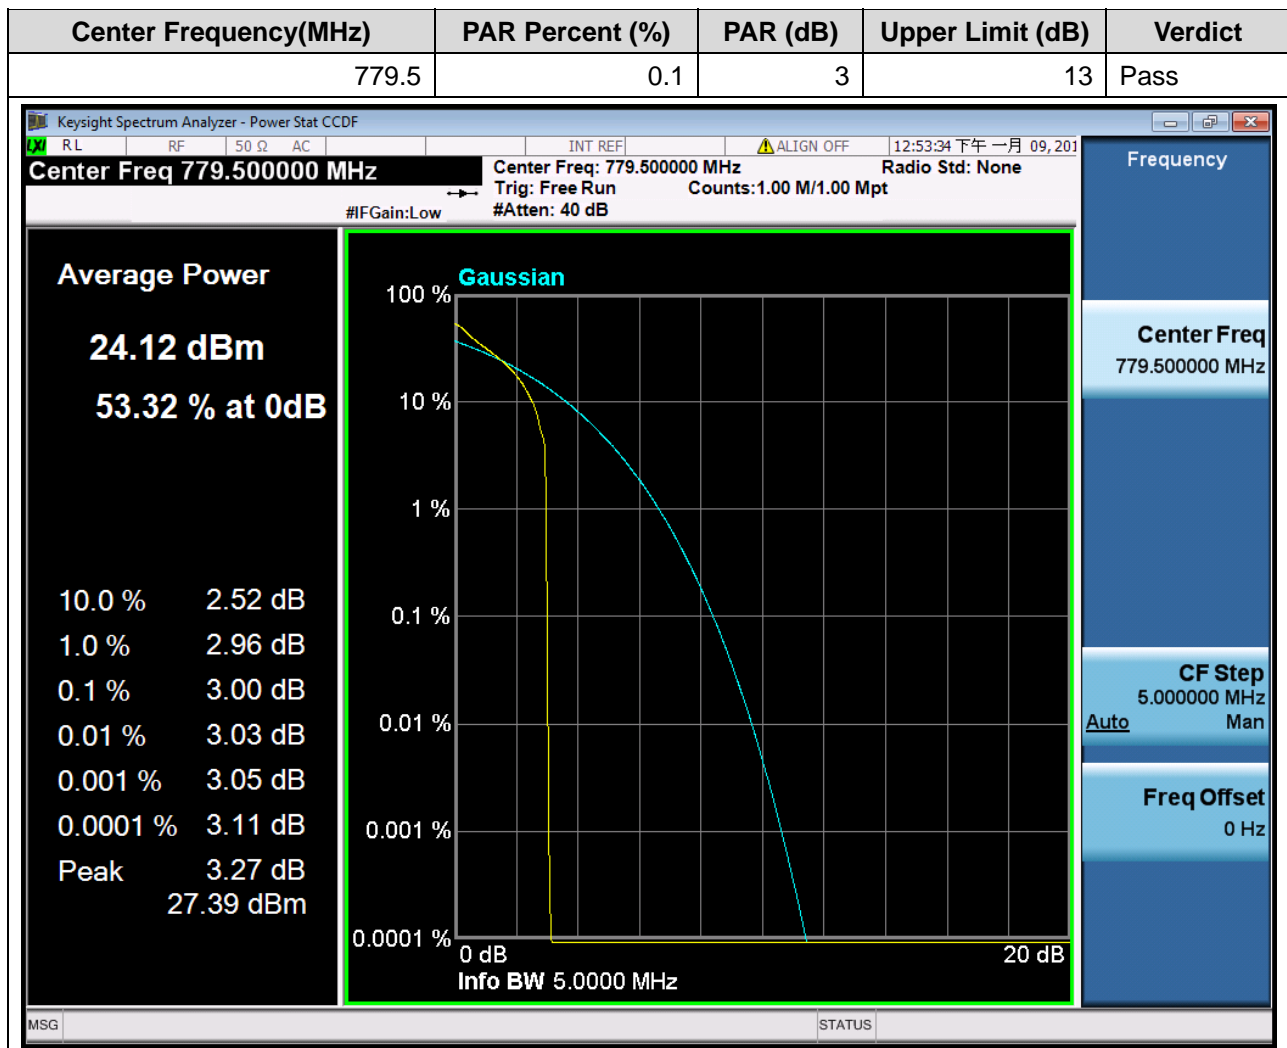 Center Frequency(MHz) PAR Percent (%) PAR (dB) Upper Limit (dB) Verdict
779.5 0.1 3 13 Pass
Keysight Spectrum Analyzer - Power Stat CCDF
LXI RL RF 50 Ω AC INT REF ALIGN OFF 12:53:34 下午 一月 09, 201
Center Freq 779.500000 MHz
Center Freq: 779.500000 MHz Radio Std: None
Trig: Free Run Counts:1.00 M/1.00 Mpt
#IFGain:Low #Atten: 40 dB
Average Power
24.12 dBm
53.32 % at 0dB
10.0 % 2.52 dB
1.0 % 2.96 dB
0.1 % 3.00 dB
0.01 % 3.03 dB
0.001 % 3.05 dB
0.0001 % 3.11 dB
Peak 3.27 dB
27.39 dBm
Gaussian
100 %
10 %
1 %
0.1 %
0.01 %
0.001 %
0.0001 %
0 dB 20 dB
Info BW 5.0000 MHz
Frequency
Center Freq
779.500000 MHz
CF Step
5.000000 MHz
Auto Man
Freq Offset
0 Hz
MSG STATUS